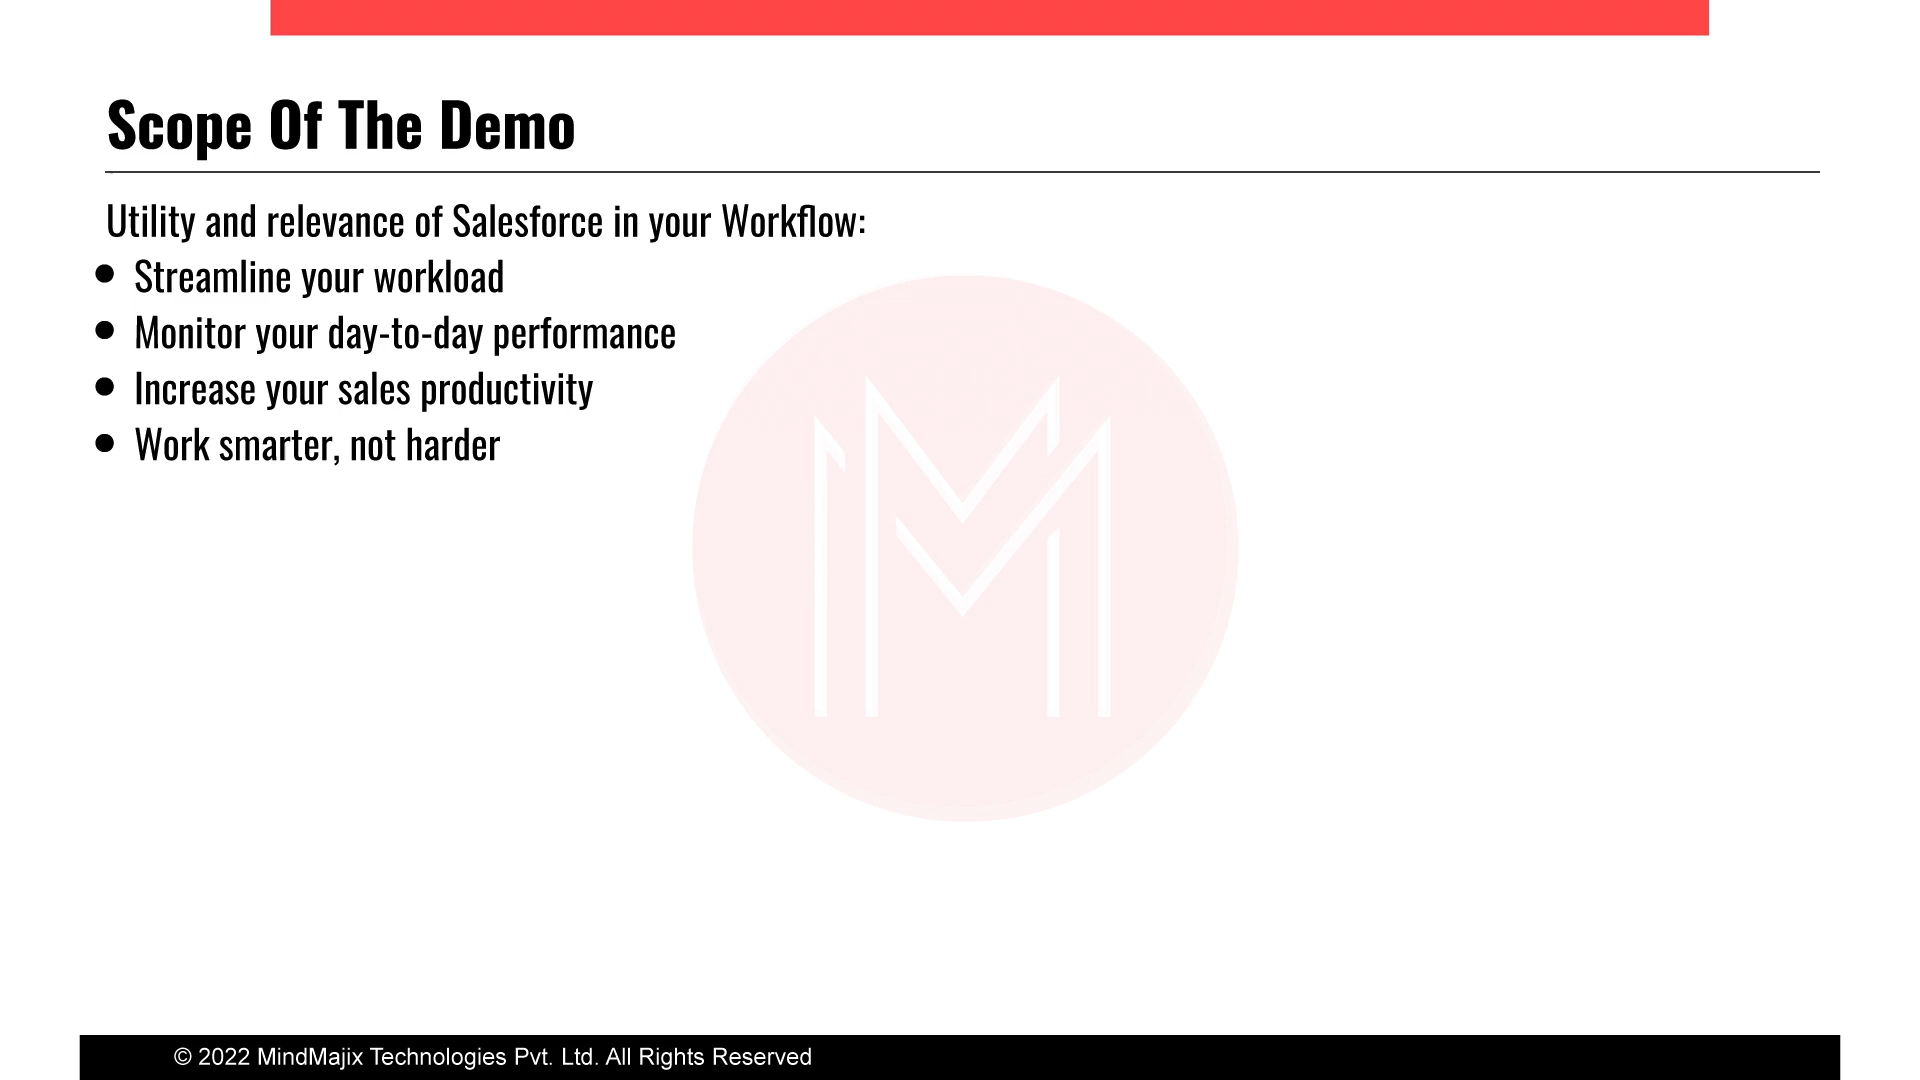 Scope Of The Demo
Utility and relevance of Salesforce in your Workflow:
● Streamline your workload
● Monitor your day-to-day performance
● Increase your sales productivity
● Work smarter, not harder
© 2022 MindMajix Technologies Pvt. Ltd. All Rights Reserved